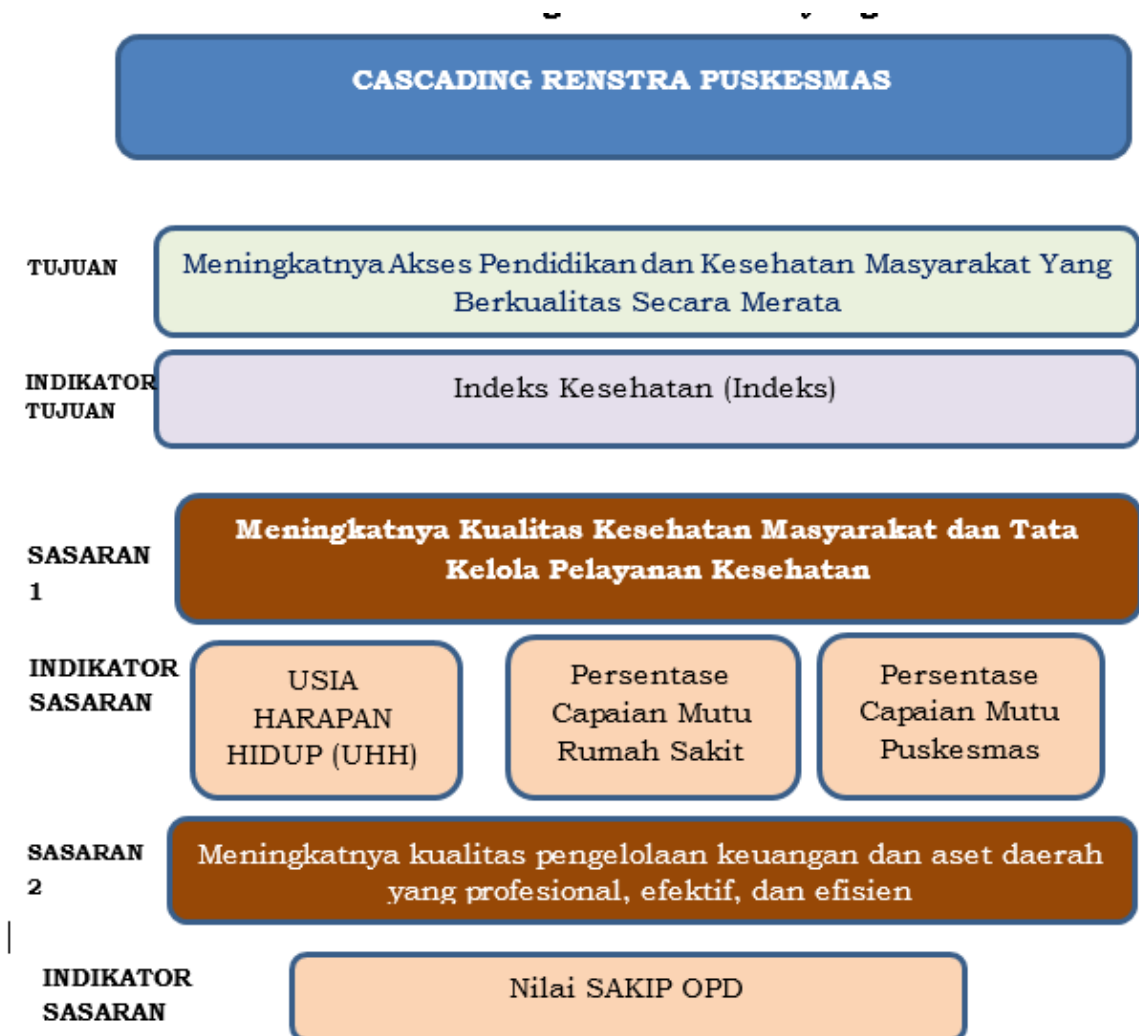 CASCADING RENSTRA PUSKESMAS
TUJUAN
Meningkatnya Akses Pendidikan dan Kesehatan Masyarakat Yang
Berkualitas Secara Merata
INDIKATOR
TUJUAN
Indeks Kesehatan (Indeks)
SASARAN
1
Meningkatnya Kualitas Kesehatan Masyarakat dan Tata
Kelola Pelayanan Kesehatan
INDIKATOR
SASARAN
USIA
HARAPAN
HIDUP (UHH)
Persentase
Capaian Mutu
Rumah Sakit
Persentase
Capaian Mutu
Puskesmas
SASARAN
2
Meningkatnya kualitas pengelolaan keuangan dan aset daerah
yang profesional, efektif, dan efisien
INDIKATOR
SASARAN
Nilai SAKIP OPD